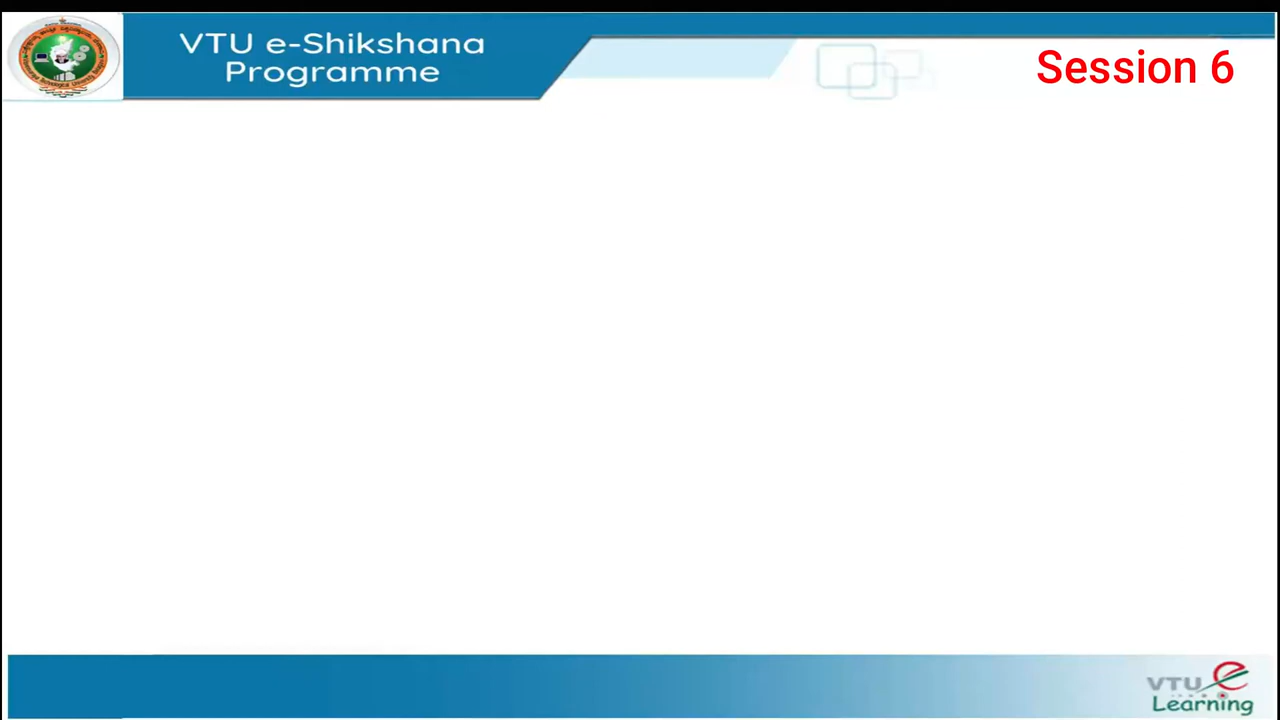 VTU e-Shikshana
Programme
Session 6
VTU e
Learning